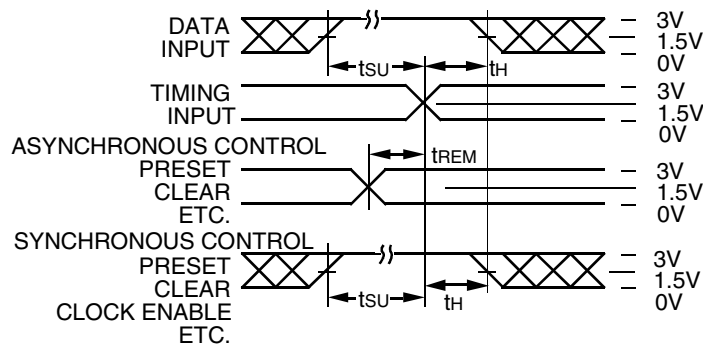 DATA
INPUT
tSU
tH
3V
1.5V
0V
TIMING
INPUT
3V
1.5V
0V
ASYNCHRONOUS CONTROL
PRESET
CLEAR
ETC.
tREM
3V
1.5V
0V
SYNCHRONOUS CONTROL
PRESET
CLEAR
CLOCK ENABLE
ETC.
tSU
tH
3V
1.5V
0V